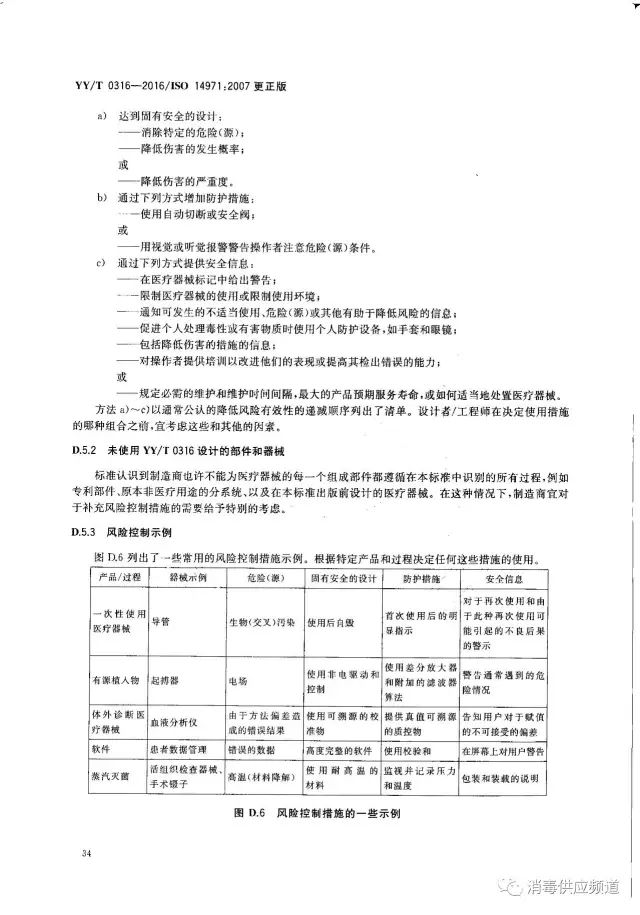 YY/T 0316—2016/ISO 14971:2007 更正版
a) 达到固有安全的设计:
——消除特定的危险(源);
——降低伤害的发生概率;
或
——降低伤害的严重度。
b) 通过下列方式增加防护措施:
——使用自动切断或安全阀;
或
——用视觉或听觉报警警告操作者注意危险(源)条件。
c) 通过下列方式提供安全信息:
——在医疗器械标记中给出警告;
——限制医疗器械的使用或限制使用环境;
——通知可发生的不适当使用、危险(源)或其他有助于降低风险的信息;
——促进个人处理毒性或有害物质时使用个人防护设备,如手套和眼镜;
——包括降低伤害的措施的信息;
——对操作者提供培训以改进他们的表现或提高其检出错误的能力;
或
——规定必需的维护和维护时间间隔,最大的产品预期服务寿命,或如何适当地处置医疗器械。
方法 a)~c)以通常公认的降低风险有效性的递减顺序列出了清单。设计者/工程师在决定使用措施
的哪种组合之前,宜考虑这些和其他的因素。
D.5.2 未使用 YY/T 0316 设计的部件和器械
标准认识到制造商也许不能为医疗器械的每一个组成部件都遵循在本标准中识别的所有过程,例如
专利部件、原本非医疗用途的分系统、以及在本标准出版前设计的医疗器械。在这种情况下,制造商宜对
于补充风险控制措施的需要给予特别的考虑。
D.5.3 风险控制示例
图 D.6 列出了一些常用的风险控制措施示例。根据特定产品和过程决定任何这些措施的使用。
产品/过程 器械示例 危险(源) 固有安全的设计 防护措施 安全信息
一次性使用
医疗器械
导管
生物(交叉)污染
使用后自毁
首次使用后的明
显指示
对于再次使用和由
于此种再次使用可
能引起的不良后果
的警示
有源植入物
起搏器
电场
使用非电驱动和
控制
使用差分放大器
和附加的滤波器
算法
警告通常遇到的危
险情况
体外诊断医
疗器械
血液分析仪
由于方法偏差造
成的错误结果
使用可溯源的校
准物
提供真值可溯源
的质控物
告知用户对于赋值
的不可接受的偏差
软件 患者数据管理 错误的数据 高度完整的软件 使用校验和 在屏幕上对用户警告
蒸汽灭菌
活组织检查器械、
手术镊子
高温(材料降解)
使用耐高温的
材料
监视并记录压力
和温度
包装和装载的说明
图 D.6 风险控制措施的一些示例
34
消毒供应频道